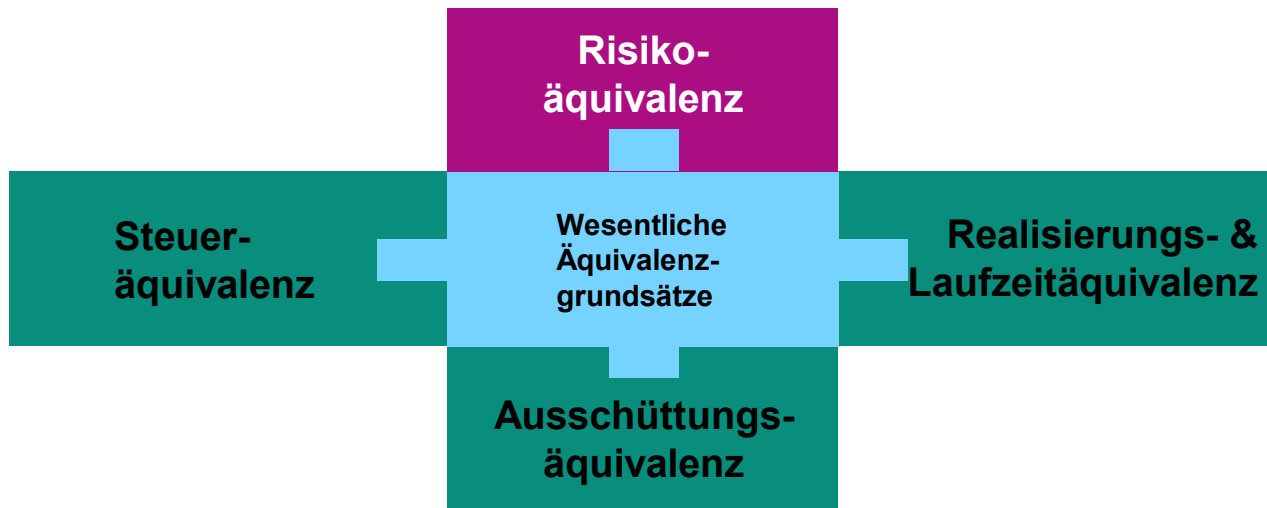 Risiko-
äquivalenz
Steuer-
äquivalenz
Wesentliche
Äquivalenz-
grundsätze
Realisierungs- &
Laufzeitäquivalenz
Ausschüttungs-
äquivalenz